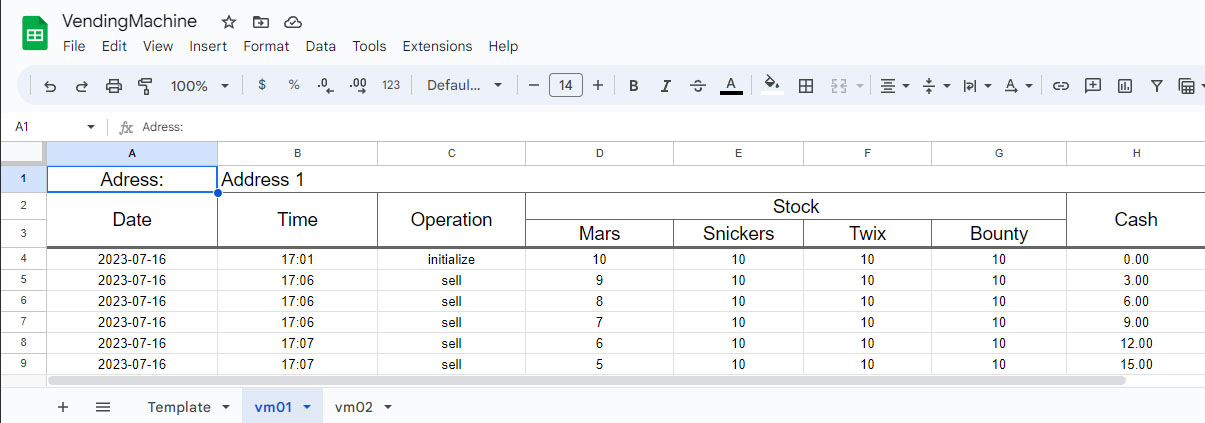 VendingMachine
File Edit View Insert Format Data Tools Extensions Help
100% $ % .0 .00 123 Defaul... − 14 + B I S A A
A1 fx Adress:
A B C D E F G H
1 Adress: Address 1
2 Date Time Operation Stock Cash
3 Mars Snickers Twix Bounty
4 2023-07-16 17:01 initialize 10 10 10 10 0.00
5 2023-07-16 17:06 sell 9 10 10 10 3.00
6 2023-07-16 17:06 sell 8 10 10 10 6.00
7 2023-07-16 17:06 sell 7 10 10 10 9.00
8 2023-07-16 17:07 sell 6 10 10 10 12.00
9 2023-07-16 17:07 sell 5 10 10 10 15.00
+ Template vm01 vm02